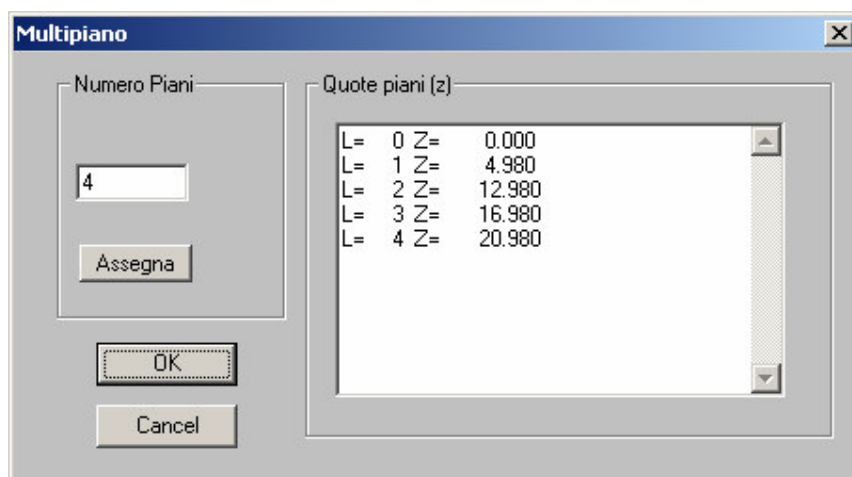 Multipiano
Numero Piani
4
Assegna
OK
Cancel
Quote piani (z)
L= 0 Z= 0.000
L= 1 Z= 4.980
L= 2 Z= 12.980
L= 3 Z= 16.980
L= 4 Z= 20.980